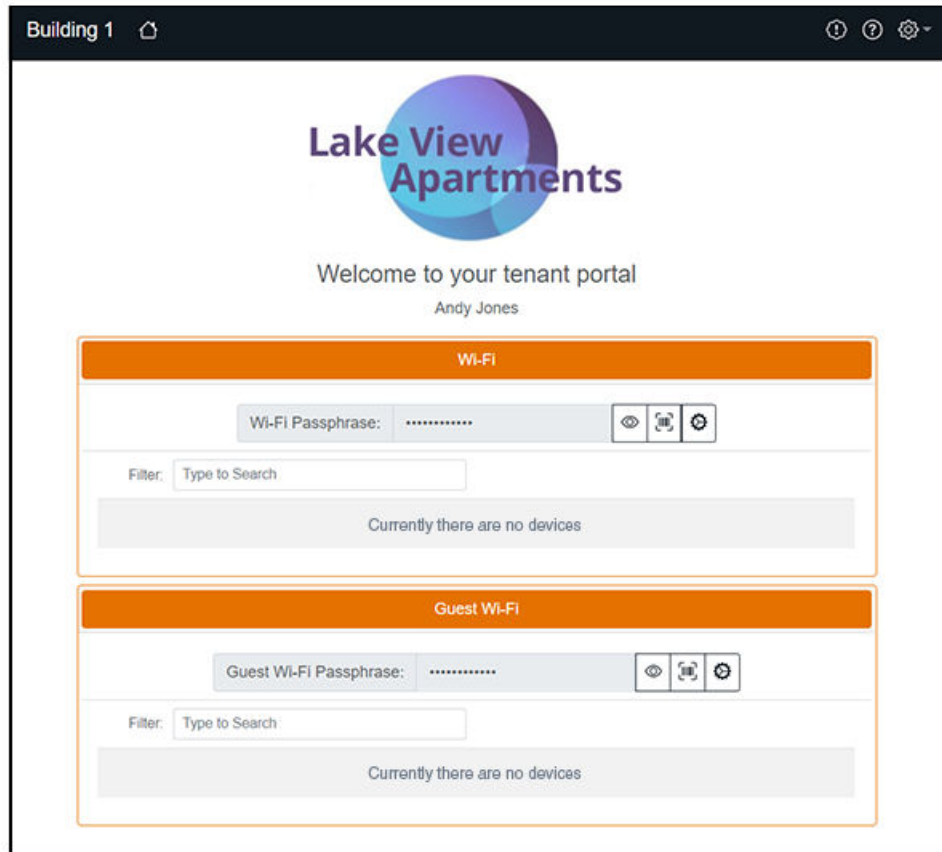 Building 1
Lake View
Apartments
Welcome to your tenant portal
Andy Jones
Wi-Fi
Wi-Fi Passphrase: ••••••••••••
Filter: Type to Search
Currently there are no devices
Guest Wi-Fi
Guest Wi-Fi Passphrase: ••••••••••••
Filter: Type to Search
Currently there are no devices